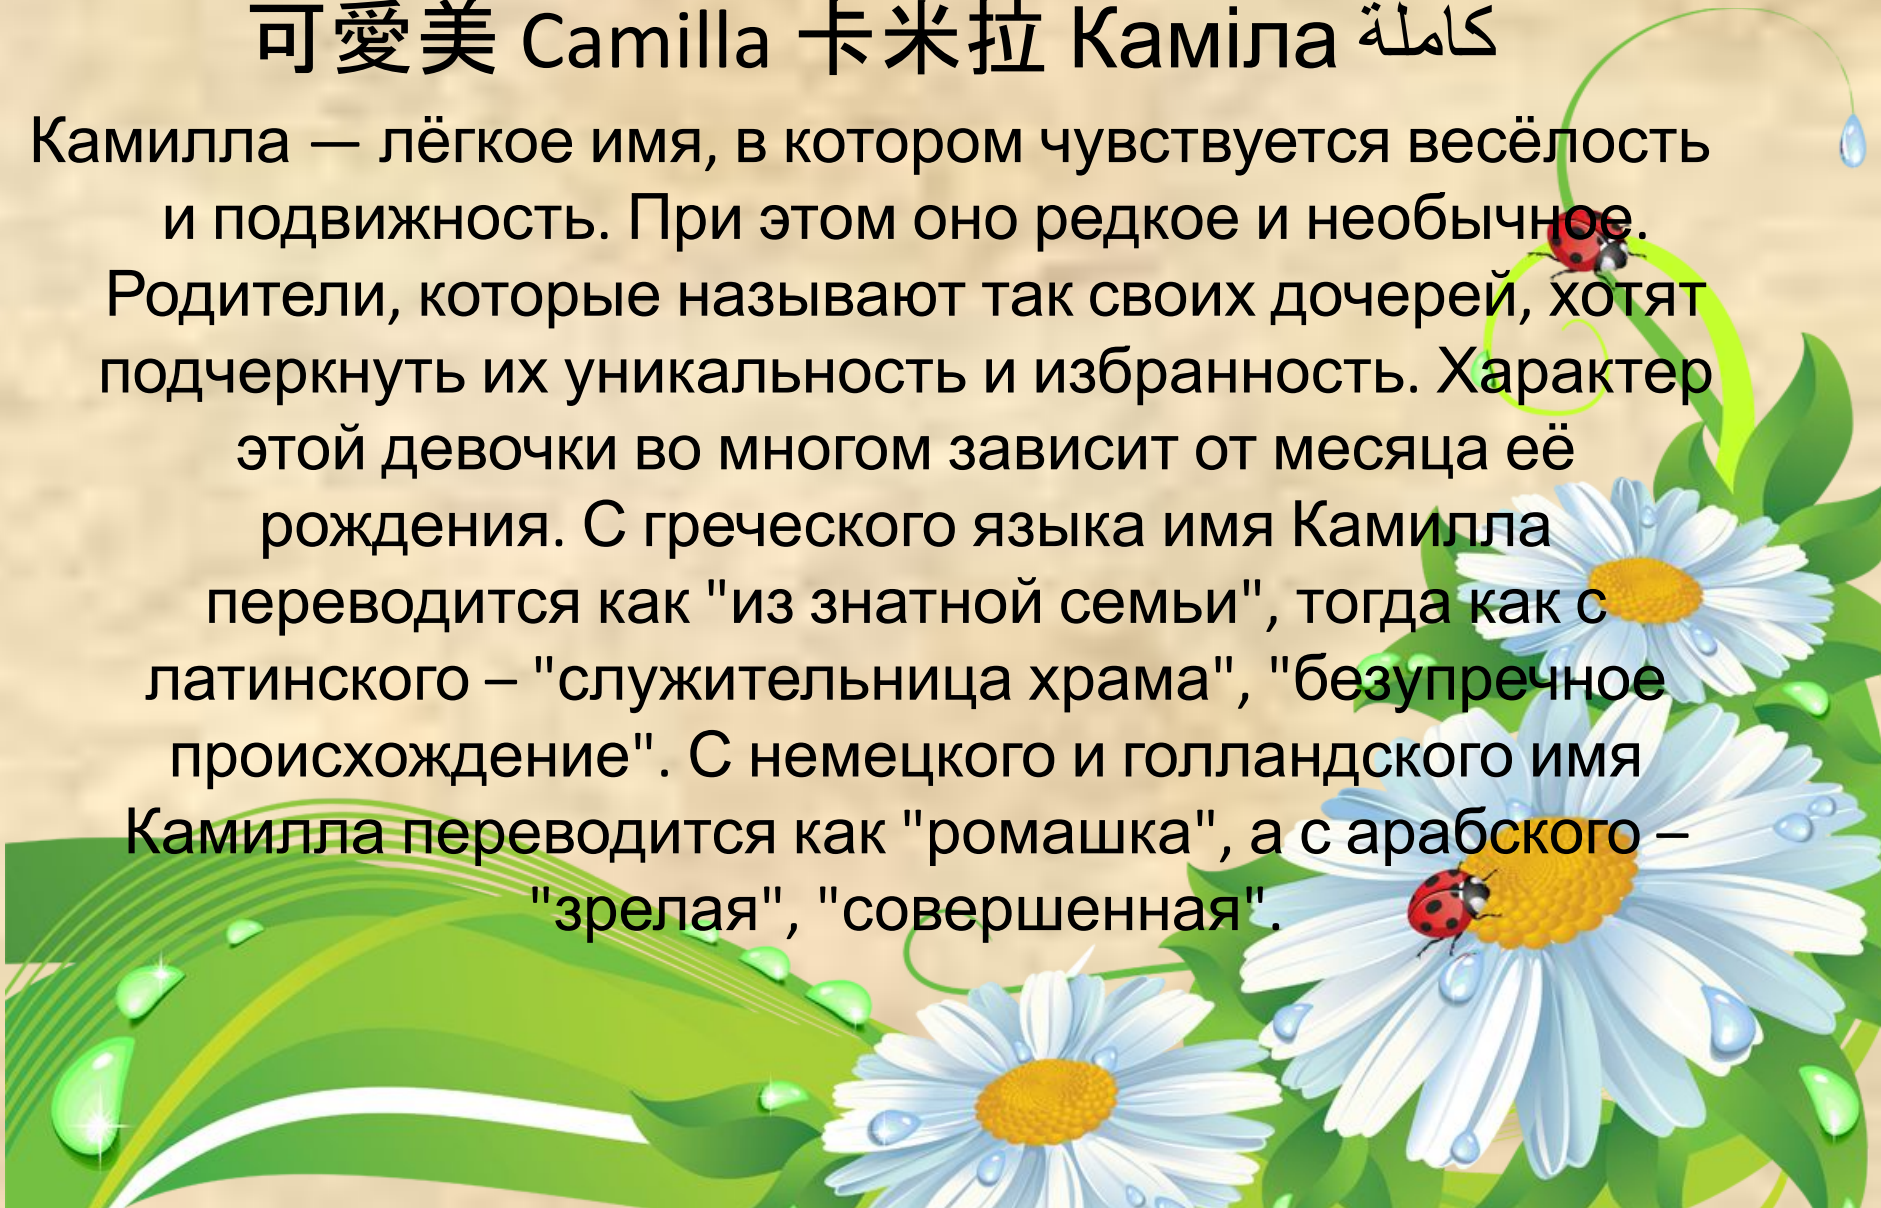 可愛美 Camilla 卡米拉 Каміла كاملة
Камилла — лёгкое имя, в котором чувствуется весёлость
и подвижность. При этом оно редкое и необычное.
Родители, которые называют так своих дочерей, хотят
подчеркнуть их уникальность и избранность. Характер
этой девочки во многом зависит от месяца её
рождения. С греческого языка имя Камилла
переводится как "из знатной семьи", тогда как с
латинского – "служительница храма", "безупречное
происхождение". С немецкого и голландского имя
Камилла переводится как "ромашка", а с арабского –
"зрелая", "совершенная".